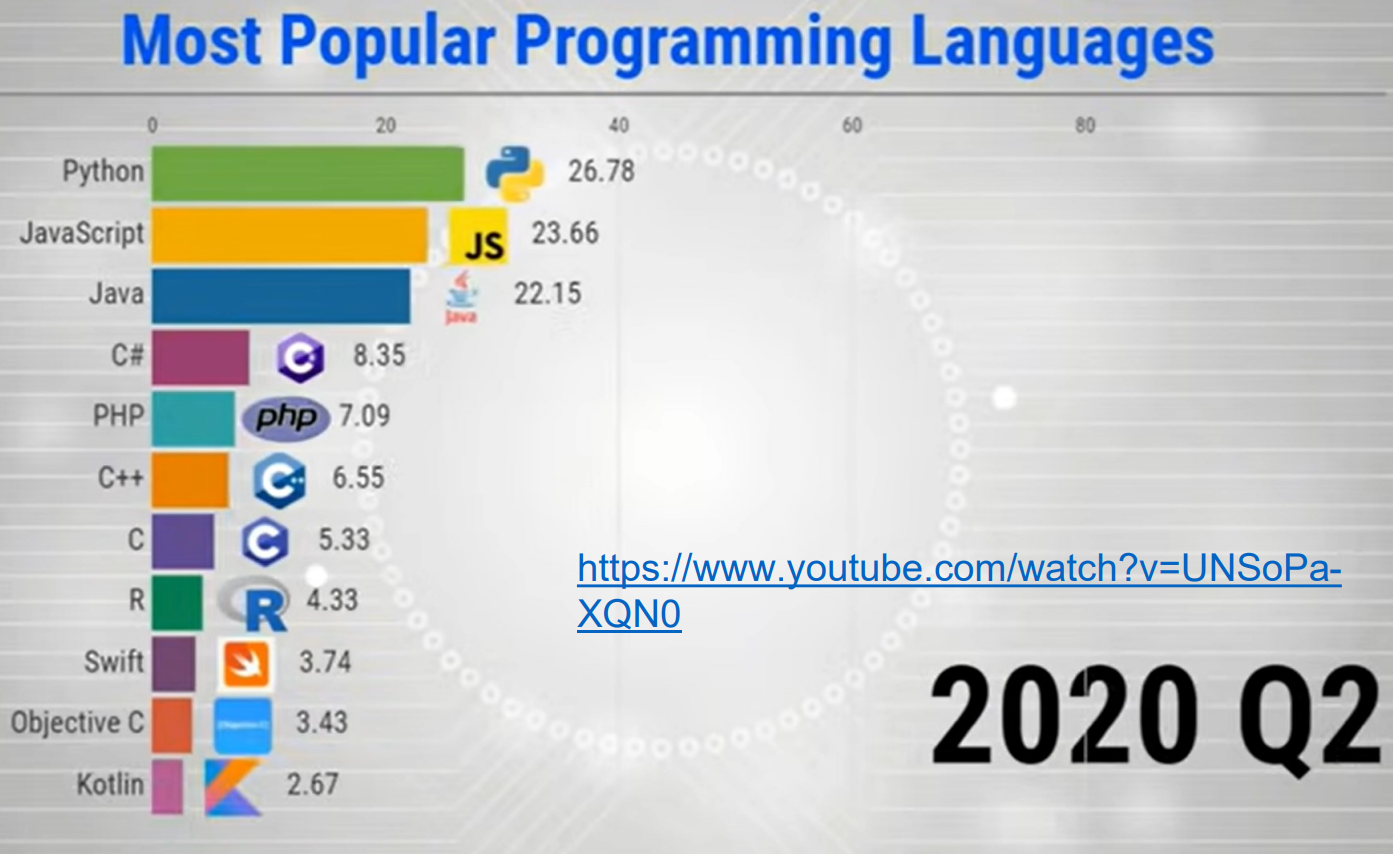 Most Popular Programming Languages
0 20 40 60 80
Python 26.78
JavaScript JS 23.66
Java Java 22.15
C# C 8.35
PHP php 7.09
C++ C++ 6.55
C C 5.33
R R 4.33
Swift 3.74
Objective C 3.43
Kotlin 2.67
https://www.youtube.com/watch?v=UNSoPa-
XQN0
2020 Q2